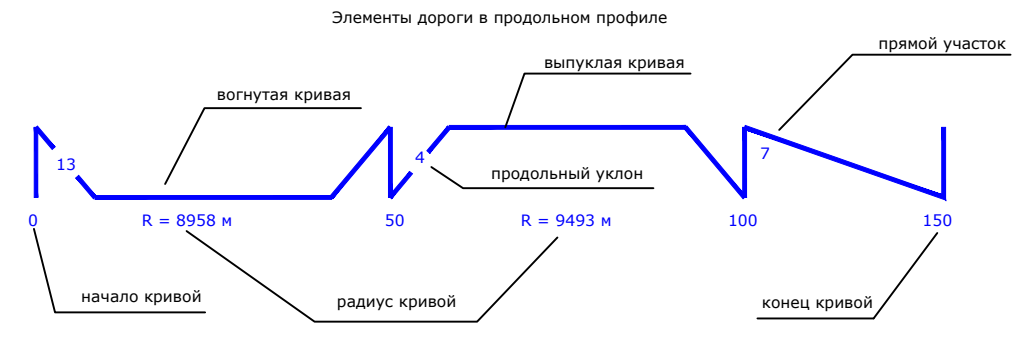 Элементы дороги в продольном профиле
прямой участок
выпуклая кривая
вогнутая кривая
13
4
7
продольный уклон
0
R = 8958 м
50
R = 9493 м
100
150
начало кривой
радиус кривой
конец кривой